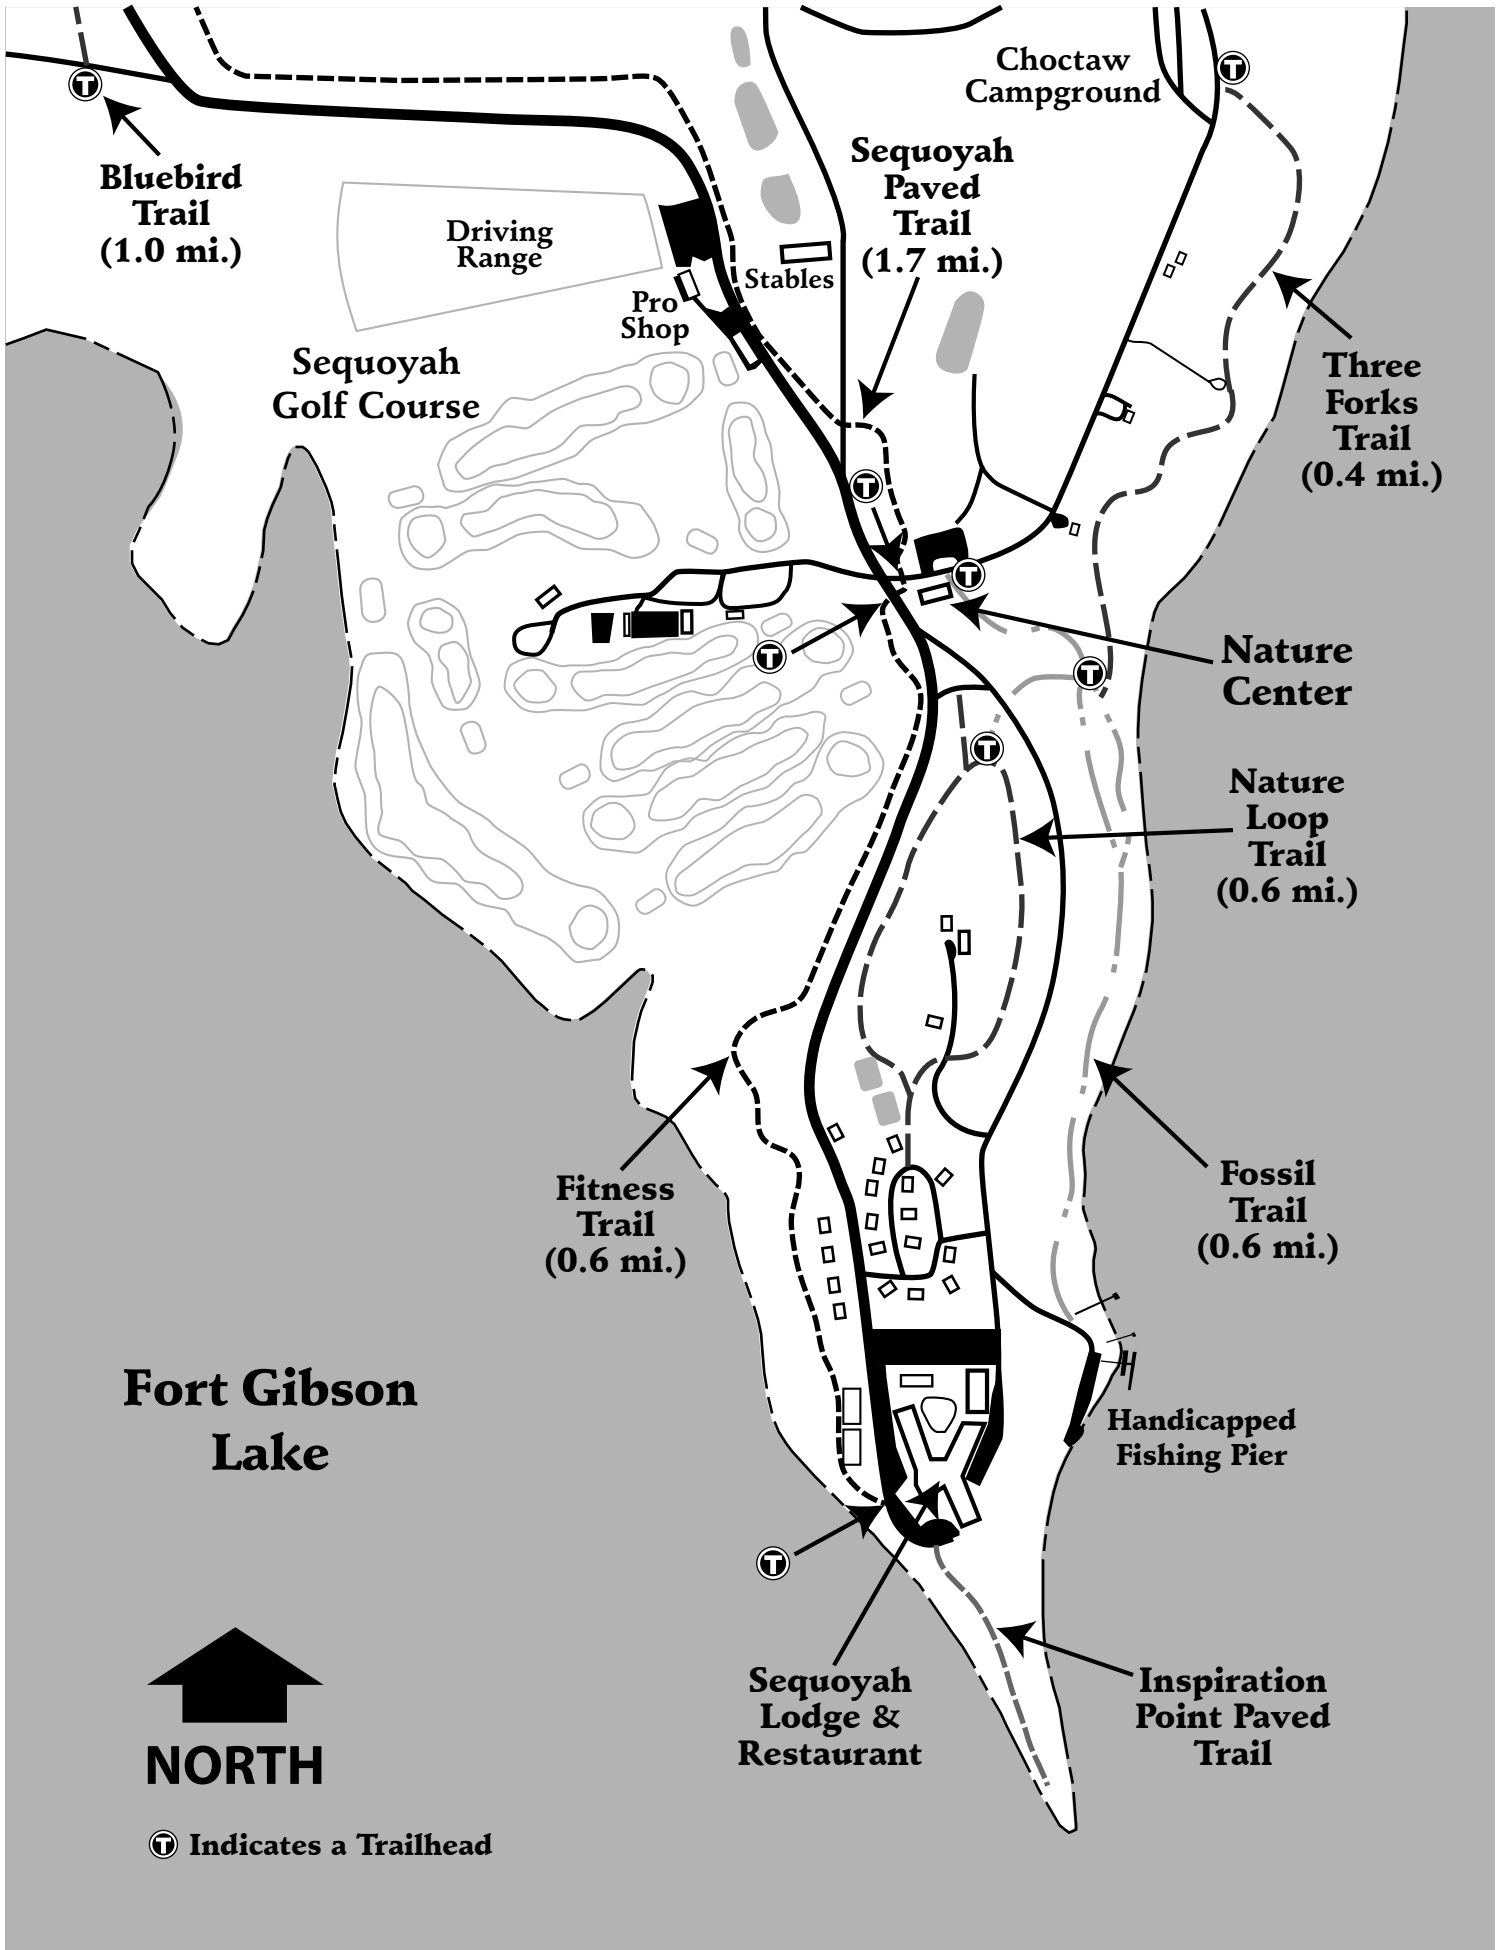 Choctaw
Campground
T
T
Bluebird
Trail
(1.0 mi.)
Sequoyah
Paved
Trail
(1.7 mi.)
Driving
Range
Stables
Pro
Shop
Sequoyah
Golf Course
Three
Forks
Trail
(0.4 mi.)
T
T
T
T
Nature
Center
T
Nature
Loop
Trail
(0.6 mi.)
Fitness
Trail
(0.6 mi.)
Fossil
Trail
(0.6 mi.)
Fort Gibson
Lake
Handicapped
Fishing Pier
T
Sequoyah
Lodge &
Restaurant
Inspiration
Point Paved
Trail
NORTH
T Indicates a Trailhead